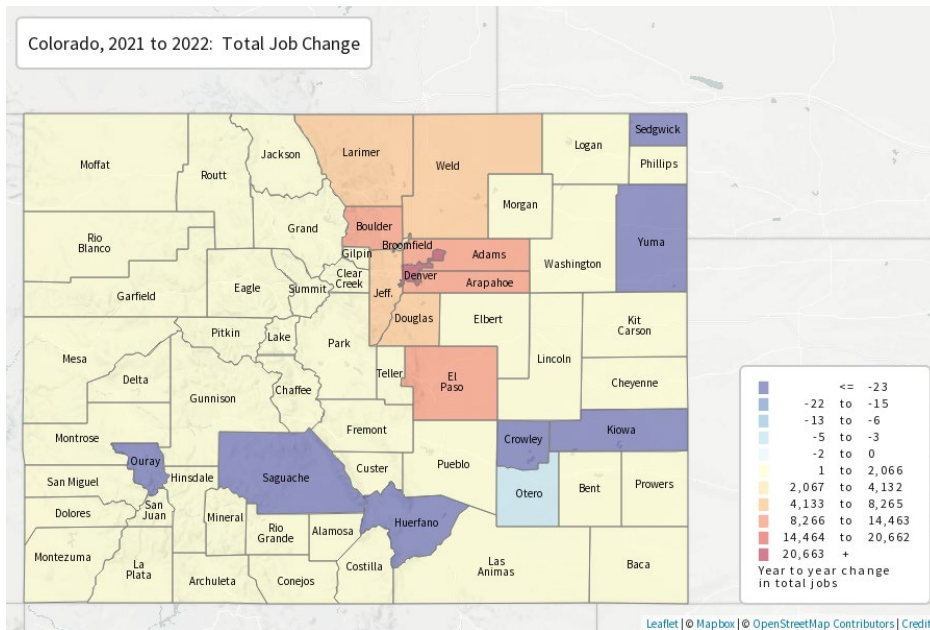 Colorado, 2021 to 2022: Total Job Change
Sedgwick
Logan
Phillips
Jackson
Larimer
Weld
Moffat
Routt
Morgan
Grand
Boulder
Rio
Blanco
Yuma
Broomfield
Gilpin
Adams
Washington
Clear
Creek
Denver
Arapahoe
Garfield
Eagle
Summit
Jeff.
Douglas
Elbert
Kit
Carson
Pitkin
Lake
Park
Mesa
Lincoln
Delta
Teller
El
Paso
Cheyenne
Gunnison
Chaffee
Montrose
Fremont
Crowley
Kiowa
Ouray
Pueblo
San Miguel
Hinsdale
Saguache
Custer
Otero
Bent
Prowers
Dolores
San
Juan
Mineral
Rio
Grande
Alamosa
Huerfano
Montezuma
La
Plata
Archuleta
Conejos
Costilla
Las
Animas
Baca
<= -23
-22 to -15
-13 to -6
-5 to -3
-2 to 0
1 to 2,066
2,067 to 4,132
4,133 to 8,265
8,266 to 14,463
14,464 to 20,662
20,663 +
Year to year change
in total jobs
Leaflet | © Mapbox | © OpenStreetMap Contributors | Credit